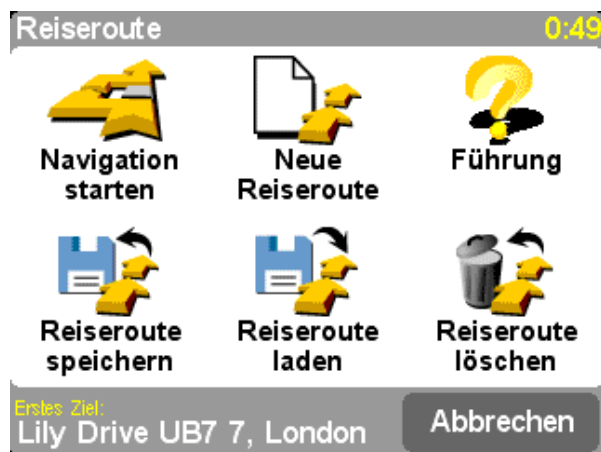 Reiseroute 0:49
Navigation
starten
Neue
Reiseroute
Führung
Reiseroute
speichern
Reiseroute
laden
Reiseroute
löschen
Erstes Ziel:
Lily Drive UB7 7, London
Abbrechen